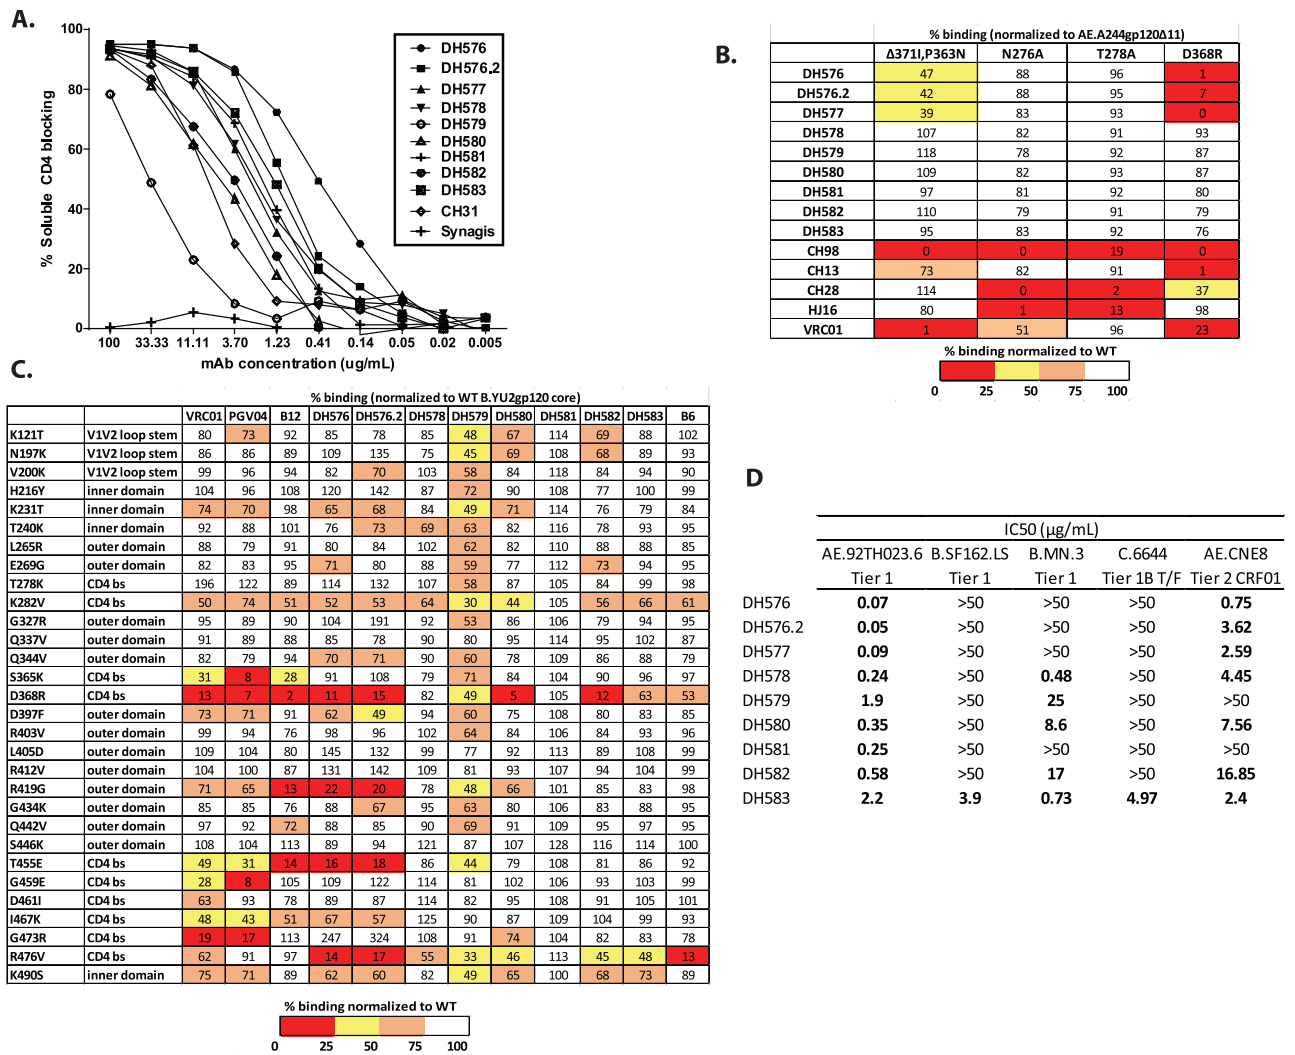 A.
% Soluble CD4 blocking
100
80
60
40
20
0
100 33.33 11.11 3.70 1.23 0.41 0.14 0.05 0.02 0.005
mAb concentration (ug/mL)
DH576
DH576.2
DH577
DH578
DH579
DH580
DH581
DH582
DH583
CH31
Synagis
B.
% binding (normalized to AE.A244gp120Δ11)
Δ371I,P363N N276A T278A D368R
DH576 47 88 96 1
DH576.2 42 88 95 7
DH577 39 83 93 0
DH578 107 82 91 93
DH579 118 78 92 87
DH580 109 82 93 87
DH581 97 81 92 80
DH582 110 79 91 79
DH583 95 83 92 76
CH98 0 0 19 0
CH13 73 82 91 1
CH28 114 0 2 37
HJ16 80 1 13 98
VRC01 1 51 96 23
% binding normalized to WT
0 25 50 75 100
C.
% binding (normalized to WT B.YU2gp120 core)
VRC01 PGV04 B12 DH576 DH576.2 DH578 DH579 DH580 DH581 DH582 DH583 B6
K121T V1V2 loop stem 80 73 92 85 78 85 48 67 114 69 88 102
N197K V1V2 loop stem 86 86 89 109 135 75 45 69 108 68 89 93
V200K V1V2 loop stem 99 96 94 82 70 103 58 84 118 84 94 90
H216Y inner domain 104 96 108 120 142 87 72 90 108 77 100 99
K231T inner domain 74 70 98 65 68 84 49 71 114 76 79 84
T240K inner domain 92 88 101 76 73 69 63 82 116 78 93 95
L265R outer domain 88 79 91 80 84 102 62 82 110 88 88 85
E269G outer domain 82 83 95 71 80 88 59 77 112 73 94 95
T278K CD4 bs 196 122 89 114 132 107 58 87 105 84 99 98
K282V CD4 bs 50 74 51 52 53 64 30 44 105 56 66 61
G327R outer domain 95 89 90 104 191 92 53 86 106 79 94 95
Q337V outer domain 91 89 88 85 78 90 80 95 114 95 102 87
Q344V outer domain 82 79 94 70 71 90 60 78 109 86 88 79
S365K CD4 bs 31 8 28 91 108 79 71 84 104 90 96 97
D368R CD4 bs 13 7 2 11 15 82 49 5 105 12 63 53
D397F outer domain 73 71 91 62 49 94 60 75 108 80 83 85
R403V outer domain 99 94 76 98 96 102 64 84 106 84 93 96
L405D outer domain 109 104 80 145 132 99 77 92 113 89 108 99
R412V outer domain 104 100 87 131 142 109 81 93 107 94 104 99
R419G outer domain 71 65 13 22 20 78 48 66 101 85 83 98
G434K outer domain 85 85 76 88 67 95 63 80 106 83 88 95
Q442V outer domain 97 92 72 88 85 90 69 91 109 95 97 95
S446K outer domain 108 104 113 89 94 121 87 107 128 116 114 100
T455E CD4 bs 49 31 14 16 18 86 44 79 108 81 86 92
G459E CD4 bs 28 8 105 109 122 114 81 102 106 93 103 99
D461I CD4 bs 63 93 78 89 87 114 82 95 108 91 105 101
I467K CD4 bs 48 43 51 67 57 125 90 87 109 104 99 93
G473R CD4 bs 19 17 113 247 324 108 91 74 104 82 83 78
R476V CD4 bs 62 91 97 14 17 55 33 46 113 45 48 13
K490S inner domain 75 71 89 62 60 82 49 65 100 68 73 89
% binding normalized to WT
0 25 50 75 100
D
IC50 (µg/mL)
AE.92TH023.6 B.SF162.LS B.MN.3 C.6644 AE.CNE8
Tier 1 Tier 1 Tier 1 Tier 1B T/F Tier 2 CRF01
DH576 0.07 >50 >50 >50 0.75
DH576.2 0.05 >50 >50 >50 3.62
DH577 0.09 >50 >50 >50 2.59
DH578 0.24 >50 0.48 >50 4.45
DH579 1.9 >50 25 >50 >50
DH580 0.35 >50 8.6 >50 7.56
DH581 0.25 >50 >50 >50 >50
DH582 0.58 >50 17 >50 16.85
DH583 2.2 3.9 0.73 4.97 2.4